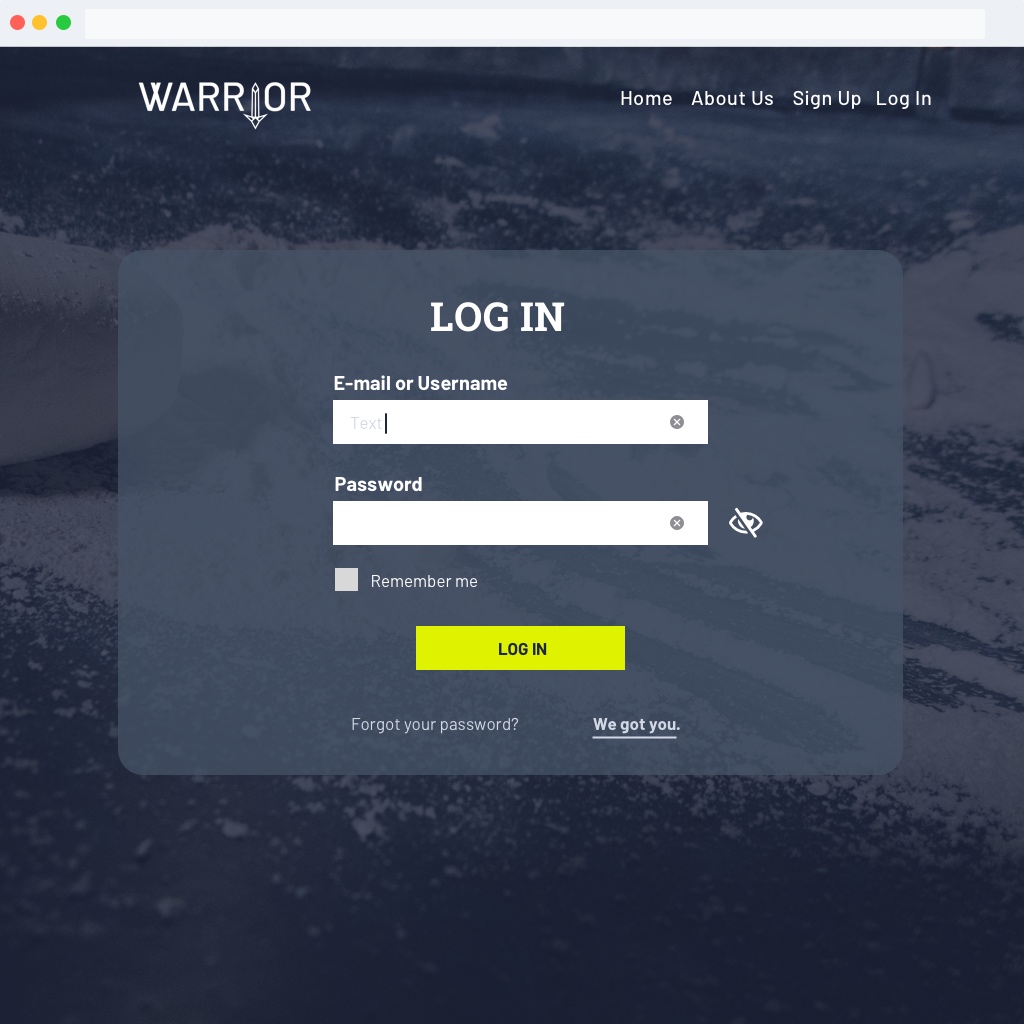 WARRIOR
Home About Us Sign Up Log In
LOG IN
E-mail or Username
Text
Password
Remember me
LOG IN
Forgot your password? We got you.